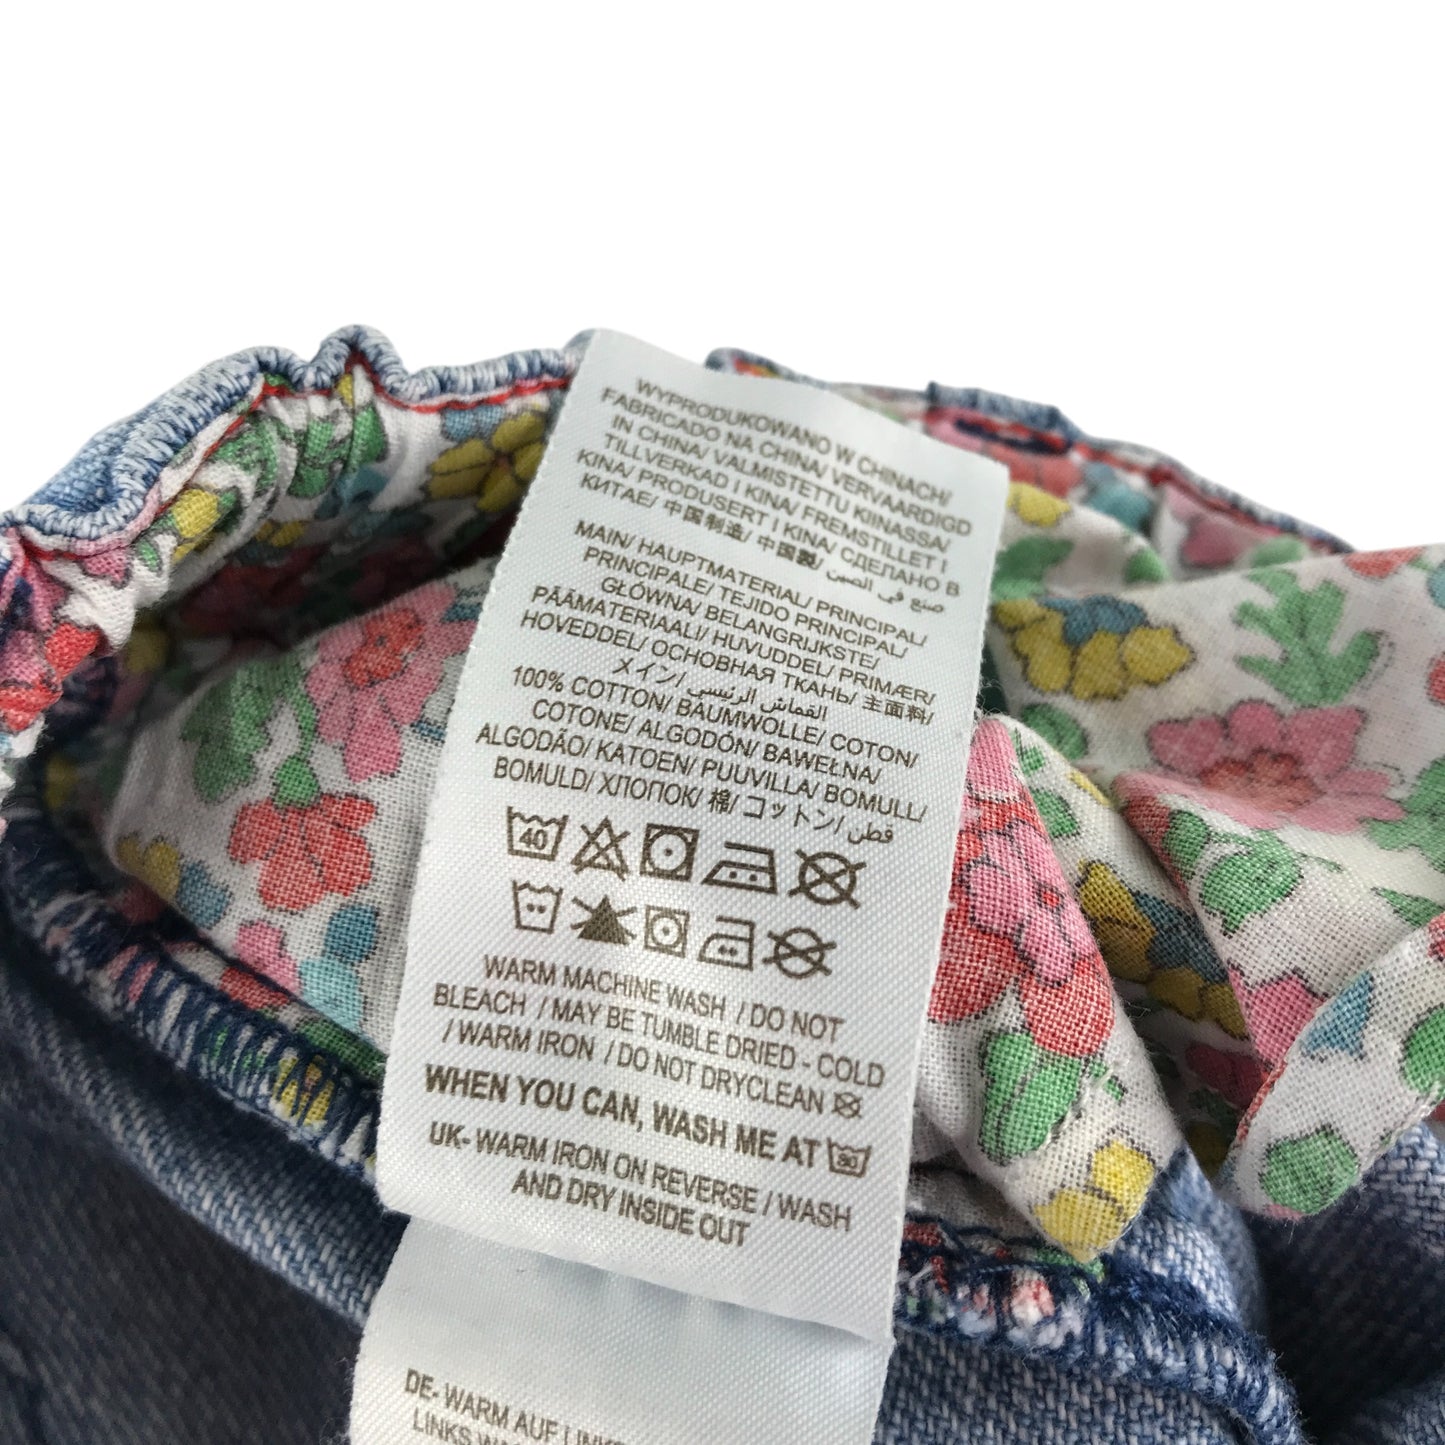 WYPRODUKOWANO W CHINACH/
FABRICADO NA CHINA/ VERVAARDIGD
IN CHINA/ VALMISTETTU KIINASSA/
TILLVERKAD I KINA/ FREMSTILLET I
KINA/ PRODUSERT I KINA/ СДЕЛАНО В
КИТАЕ/ 中国制造/ 中国製/ صنع في الصين
MAIN/ HAUPTMATERIAL/ PRINCIPAL/
PRINCIPALE/ TEJIDO PRINCIPAL/
GŁÓWNA/ BELANGRIJKSTE/
PÄÄMATERIAALI/ HUVUDDEL/ PRIMÆR/
HOVEDDEL/ ОСНОВНАЯ ТКАНЬ/ 主面料/
メイン/ القماش الرئيسي
100% COTTON/ BAUMWOLLE/ COTON/
COTONE/ ALGODÓN/ BAWEŁNA/
ALGODÃO/ KATOEN/ PUUVILLA/ BOMULL/
BOMULD/ ХЛОПОК/ 棉/ コットン/ قطن
40
WARM MACHINE WASH / DO NOT
BLEACH / MAY BE TUMBLE DRIED - COLD
/ WARM IRON / DO NOT DRYCLEAN
WHEN YOU CAN, WASH ME AT 30
UK- WARM IRON ON REVERSE / WASH
AND DRY INSIDE OUT
DE- WARM AUF
LINKS